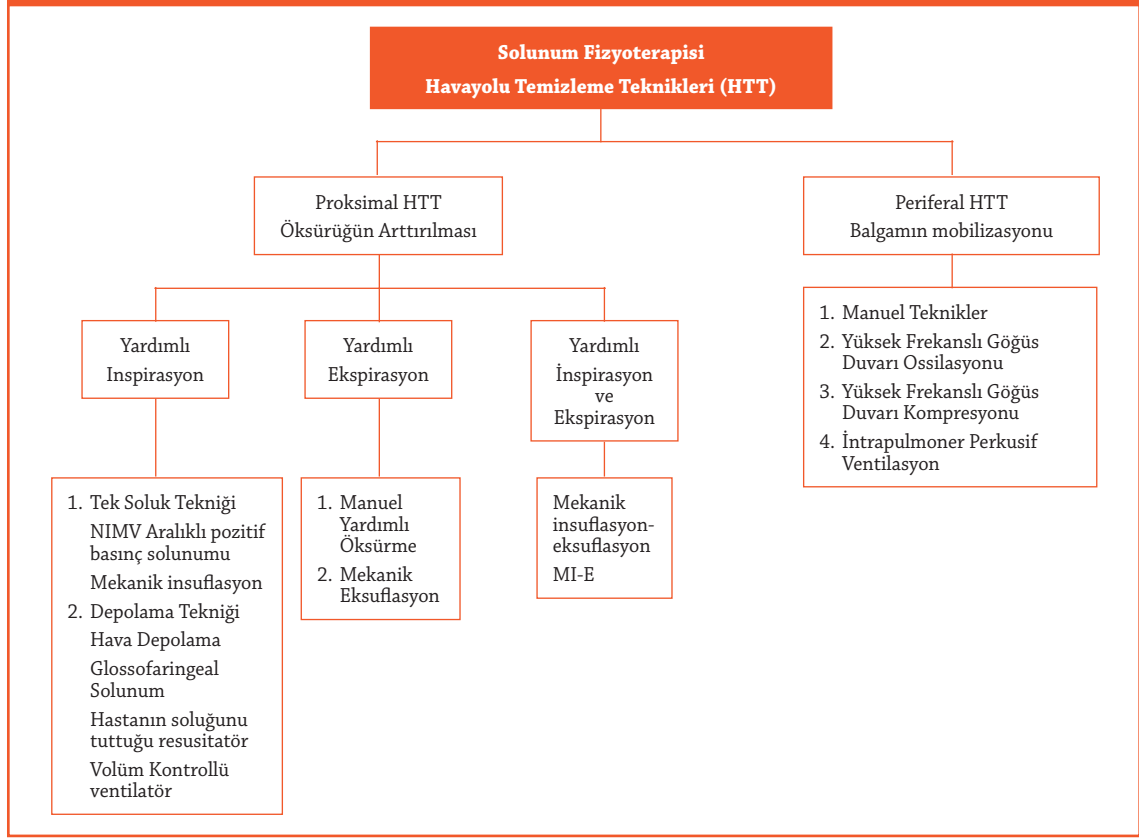 Solunum Fizyoterapisi
Havayolu Temizleme Teknikleri (HTT)
Proksimal HTT
Öksürüğün Arttırılması
Periferal HTT
Balgamın mobilizasyonu
Yardımlı
Inspirasyon
Yardımlı
Ekspirasyon
Yardımlı
İnspirasyon
ve
Ekspirasyon
1. Manuel Teknikler
2. Yüksek Frekanslı Göğüs
Duvarı Ossilasyonu
3. Yüksek Frekanslı Göğüs
Duvarı Kompresyonu
4. İntrapulmoner Perkusif
Ventilasyon
1. Tek Soluk Tekniği
NIMV Aralıklı pozitif
basınç solunumu
Mekanik insuflasyon
2. Depolama Tekniği
Hava Depolama
Glossofaringeal
Solunum
Hastanın soluğunu
tuttuğu resusitatör
Volüm Kontrollü
ventilatör
1. Manuel
Yardımlı
Öksürme
2. Mekanik
Eksuflasyon
Mekanik
insuflasyon-
eksuflasyon
MI-E